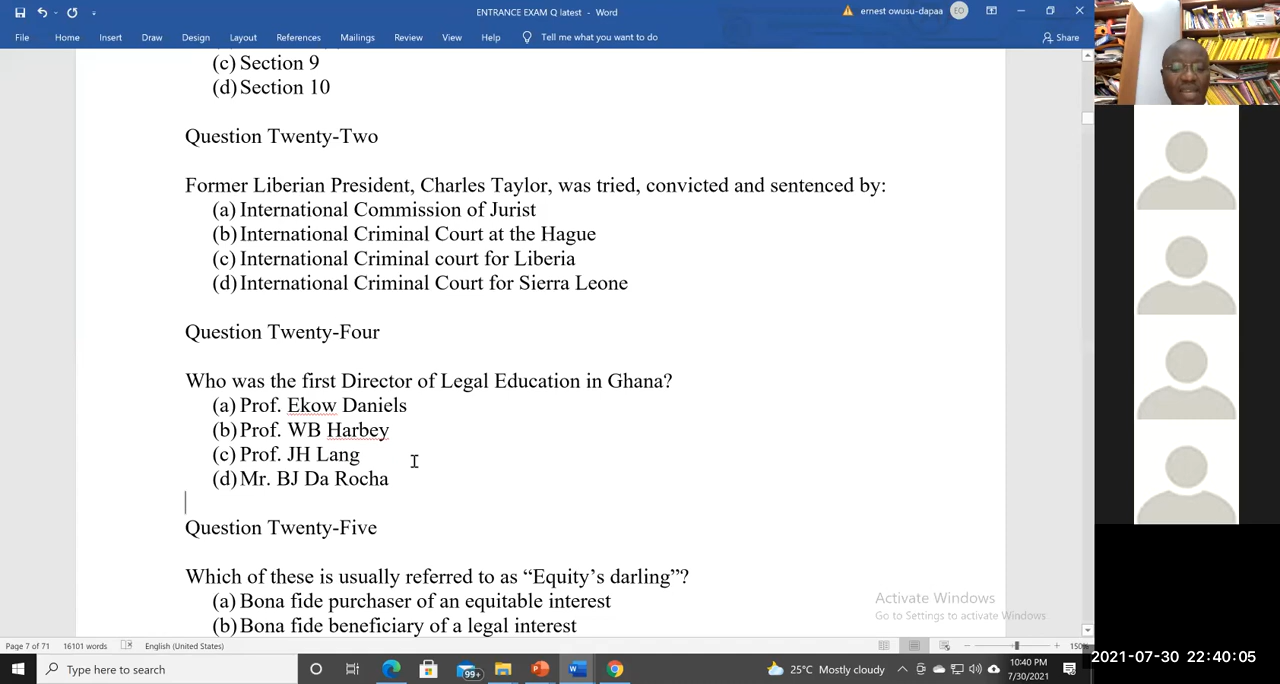 ENTRANCE EXAM Q latest - Word
ernest owusu-dapaa
EO
File Home Insert Draw Design Layout References Mailings Review View Help Tell me what you want to do Share
(c) Section 9
(d) Section 10
Question Twenty-Two
Former Liberian President, Charles Taylor, was tried, convicted and sentenced by:
(a) International Commission of Jurist
(b) International Criminal Court at the Hague
(c) International Criminal court for Liberia
(d) International Criminal Court for Sierra Leone
Question Twenty-Four
Who was the first Director of Legal Education in Ghana?
(a) Prof. Ekow Daniels
(b) Prof. WB Harbey
(c) Prof. JH Lang
(d) Mr. BJ Da Rocha
Question Twenty-Five
Which of these is usually referred to as “Equity’s darling”?
(a) Bona fide purchaser of an equitable interest
(b) Bona fide beneficiary of a legal interest
Activate Windows
Go to Settings to activate Windows.
Page 7 of 71 16101 words English (United States) 150%
Type here to search
99+
25°C Mostly cloudy
10:40 PM
7/30/2021
2021-07-30 22:40:05